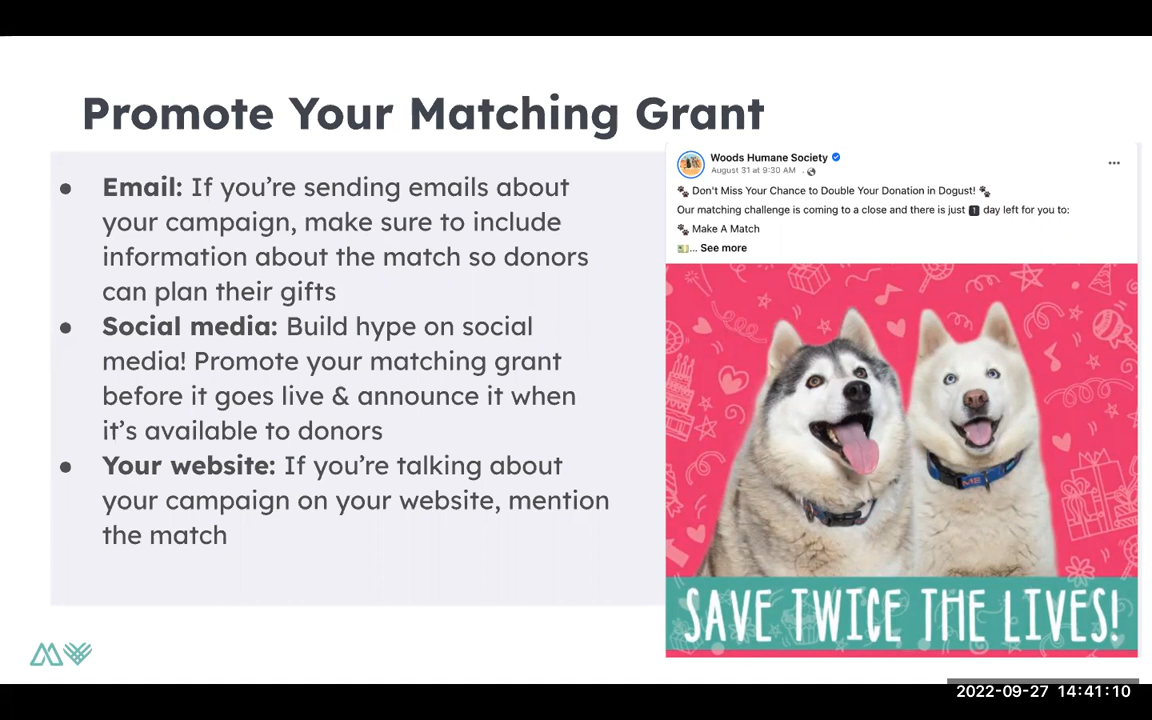 Promote Your Matching Grant
● Email: If you’re sending emails about
your campaign, make sure to include
information about the match so donors
can plan their gifts
● Social media: Build hype on social
media! Promote your matching grant
before it goes live & announce it when
it’s available to donors
● Your website: If you’re talking about
your campaign on your website, mention
the match
Woods Humane Society
August 31 at 9:30 AM ·
🐾 Don't Miss Your Chance to Double Your Donation in Dogust! 🐾
Our matching challenge is coming to a close and there is just 1 day left for you to:
🐾 Make A Match
💵... See more
ME
SAVE TWICE THE LIVES!
2022-09-27 14:41:10